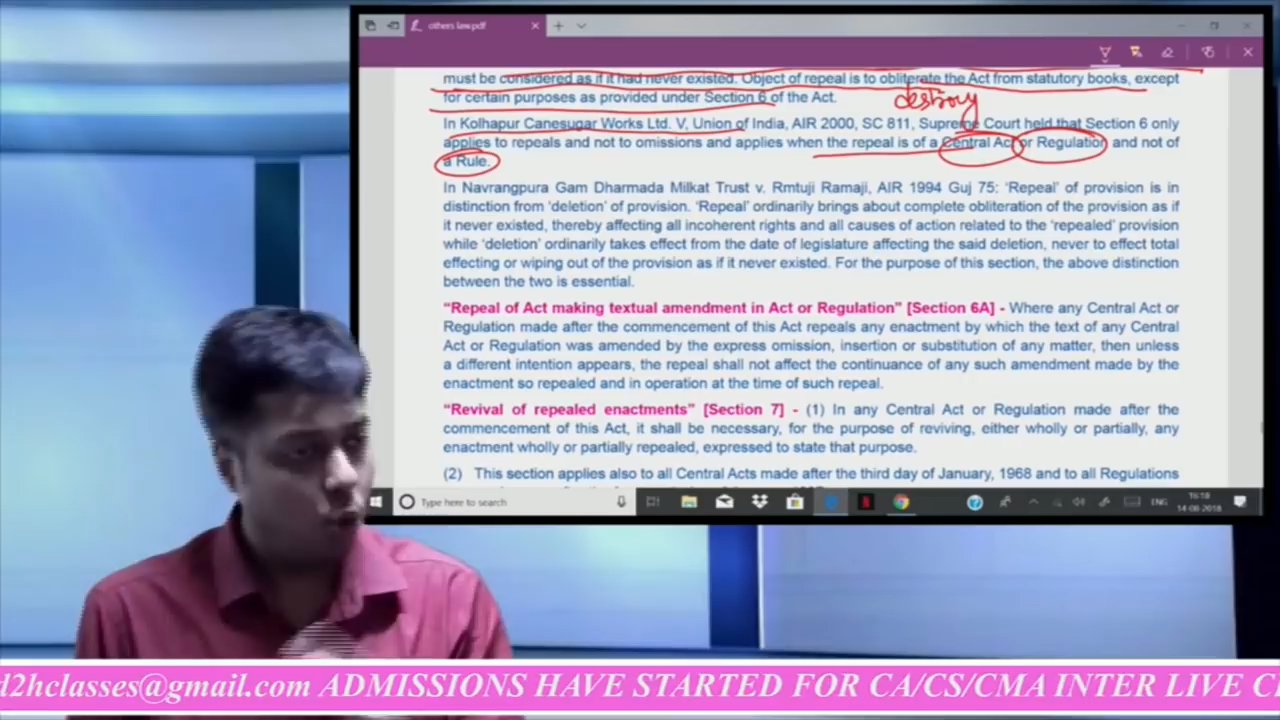 others law.pdf
must be considered as if it had never existed. Object of repeal is to obliterate the Act from statutory books, except
for certain purposes as provided under Section 6 of the Act.
destroy
In Kolhapur Canesugar Works Ltd. V, Union of India, AIR 2000, SC 811, Supreme Court held that Section 6 only
applies to repeals and not to omissions and applies when the repeal is of a Central Act or Regulation and not of
a Rule.
In Navrangpura Gam Dharmada Milkat Trust v. Rmtuji Ramaji, AIR 1994 Guj 75: ‘Repeal’ of provision is in
distinction from ‘deletion’ of provision. ‘Repeal’ ordinarily brings about complete obliteration of the provision as if
it never existed, thereby affecting all incoherent rights and all causes of action related to the ‘repealed’ provision
while ‘deletion’ ordinarily takes effect from the date of legislature affecting the said deletion, never to effect total
effecting or wiping out of the provision as if it never existed. For the purpose of this section, the above distinction
between the two is essential.
“Repeal of Act making textual amendment in Act or Regulation” [Section 6A] - Where any Central Act or
Regulation made after the commencement of this Act repeals any enactment by which the text of any Central
Act or Regulation was amended by the express omission, insertion or substitution of any matter, then unless
a different intention appears, the repeal shall not affect the continuance of any such amendment made by the
enactment so repealed and in operation at the time of such repeal.
“Revival of repealed enactments” [Section 7] - (1) In any Central Act or Regulation made after the
commencement of this Act, it shall be necessary, for the purpose of reviving, either wholly or partially, any
enactment wholly or partially repealed, expressed to state that purpose.
(2) This section applies also to all Central Acts made after the third day of January, 1968 and to all Regulations
Type here to search
ENG
16:18
14-08-2018
d2hclasses@gmail.com ADMISSIONS HAVE STARTED FOR CA/CS/CMA INTER LIVE